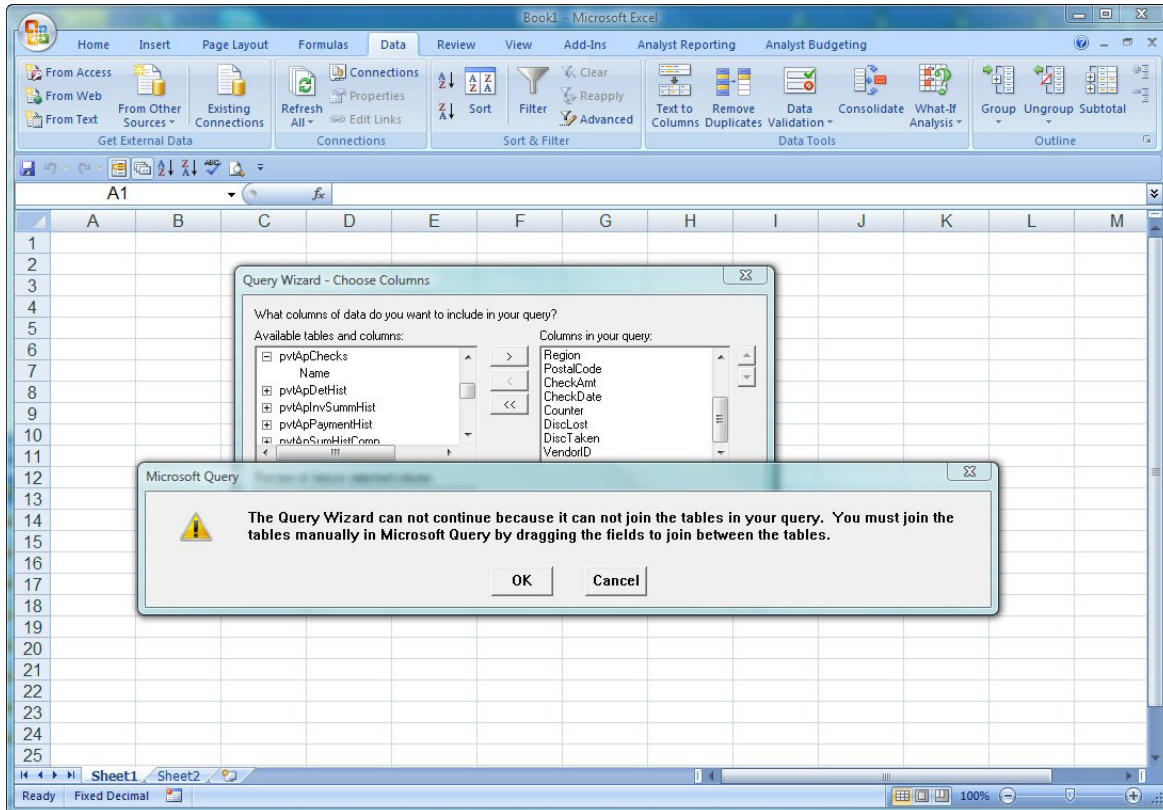 Book1 - Microsoft Excel
Home Insert Page Layout Formulas Data Review View Add-Ins Analyst Reporting Analyst Budgeting
From Access
From Web
From Text
From Other Sources
Existing Connections
Get External Data
Refresh All
Connections
Properties
Edit Links
Connections
Sort
Filter
Clear
Reapply
Advanced
Sort & Filter
Text to Columns
Remove Duplicates
Data Validation
Consolidate
What-If Analysis
Data Tools
Group
Ungroup
Subtotal
Outline
A1
fx
A B C D E F G H I J K L M
1
2
3
4
5
6
7
8
9
10
11
12
13
14
15
16
17
18
19
20
21
22
23
24
25
Query Wizard - Choose Columns
What columns of data do you want to include in your query?
Available tables and columns:
Columns in your query:
pvtApChecks
Name
pvtApDetHist
pvtApInvSummHist
pvtApPaymentHist
pvtApSumHistComp
>
<
<<
Region
PostalCode
CheckAmt
CheckDate
Counter
DiscLost
DiscTaken
VendorID
Microsoft Query
The Query Wizard can not continue because it can not join the tables in your query. You must join the
tables manually in Microsoft Query by dragging the fields to join between the tables.
OK Cancel
Sheet1 Sheet2
Ready Fixed Decimal 100%